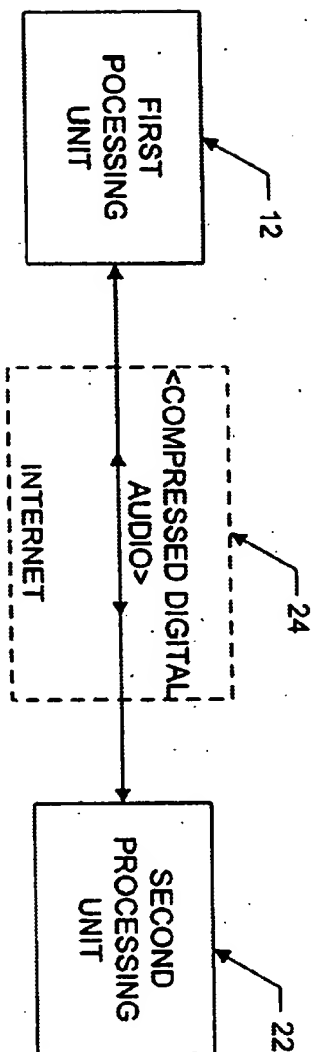 FIRST
POCESSING
UNIT
12
<COMPRESSED DIGITAL
AUDIO>
INTERNET
24
SECOND
PROCESSING
UNIT
22